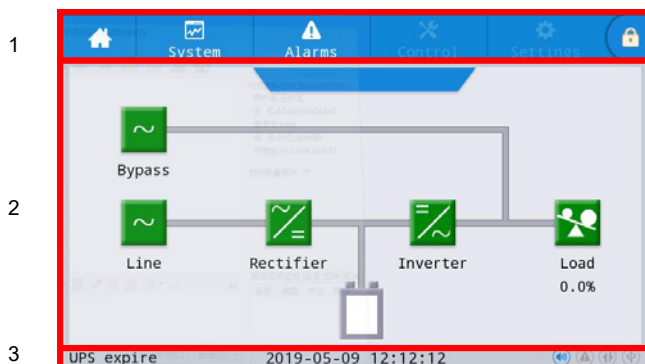 1
System Alarms Control Settings
Bypass
2
Line Rectifier Inverter Load
0.0%
3
UPS expire 2019-05-09 12:12:12